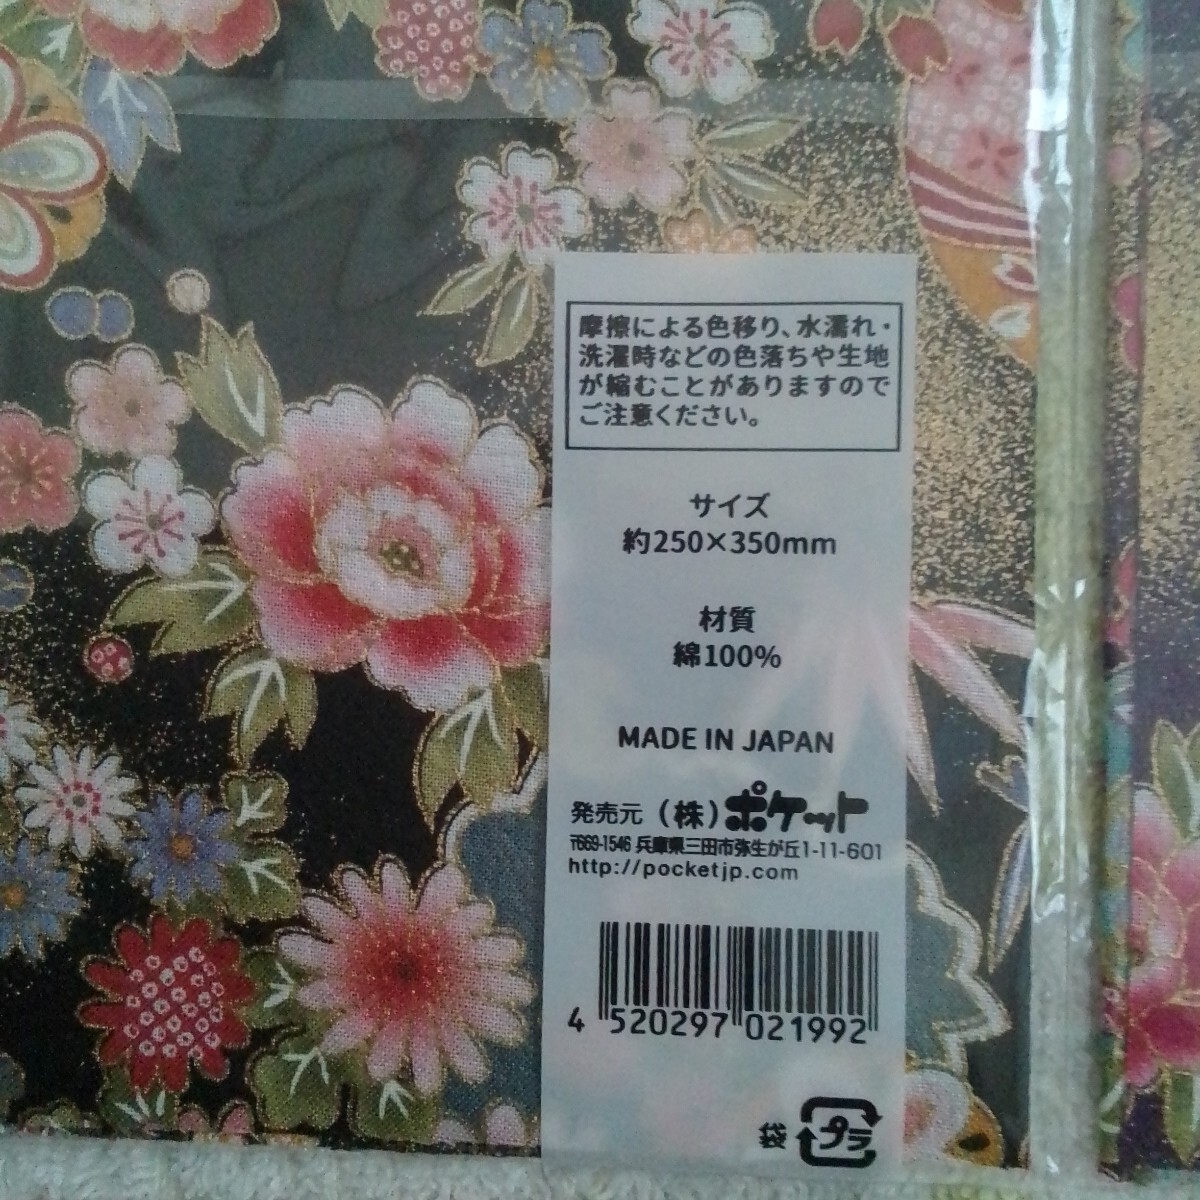 摩擦による色移り、水濡れ・
洗濯時などの色落ちや生地
が縮むことがありますので
ご注意ください。
サイズ
約250×350mm
材質
綿100%
MADE IN JAPAN
発売元 (株)ポケット
〒669-1546 兵庫県三田市弥生が丘1-11-601
http://pocketjp.com
4 520297 021992
袋 プラ